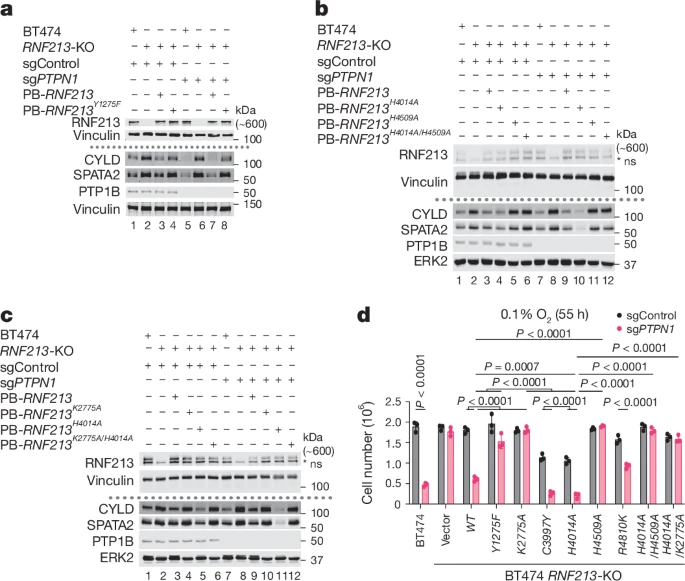 a
BT474 + – – – + – – –
RNF213-KO – + + + – + + +
sgControl + + + + – – – –
sgPTPN1 – – – – + + + +
PB-RNF213 – – + – – – + –
PB-RNF213 Y1275F – – – + – – – +
kDa
RNF213 (~600)
Vinculin 100
CYLD 100
SPATA2 50
PTP1B 50
Vinculin 150
1 2 3 4 5 6 7 8
b
BT474 + – – – – – + – – – – –
RNF213-KO – + + + + + – + + + + +
sgControl + + + + + + – – – – – –
sgPTPN1 – – – – – – + + + + + +
PB-RNF213 – – + – – – – – + – – –
PB-RNF213 H4014A – – – + – – – – – + – –
PB-RNF213 H4509A – – – – + – – – – – + –
PB-RNF213 H4014A/H4509A – – – – – + – – – – – +
kDa
(~600)
RNF213
* ns
Vinculin
100
CYLD 100
SPATA2 50
PTP1B 50
ERK2 37
1 2 3 4 5 6 7 8 9 10 11 12
c
BT474 + – – – – – + – – – – –
RNF213-KO – + + + + + – + + + + +
sgControl + + + + + + – – – – – –
sgPTPN1 – – – – – – + + + + + +
PB-RNF213 – – + – – – – – + – – –
PB-RNF213 K2775A – – – + – – – – – + – –
PB-RNF213 H4014A – – – – + – – – – – + –
PB-RNF213 K2775A/H4014A – – – – – + – – – – – +
kDa
(~600)
RNF213 * ns
Vinculin
100
CYLD 100
SPATA2 50
PTP1B 50
ERK2 37
1 2 3 4 5 6 7 8 9 10 11 12
d
0.1% O2 (55 h)
sgControl
sgPTPN1
P < 0.0001
P < 0.0001
P = 0.0007 P < 0.0001
P < 0.0001 P < 0.0001
P < 0.0001
P < 0.0001 P < 0.0001 P < 0.0001
Cell number (10⁶)
2.5
2.0
1.5
1.0
0.5
0
BT474
Vector
WT
Y1275F
K2775A
C3997Y
H4014A
H4509A
R4810K
H4014A/H4509A
H4014A/K2775A
BT474 RNF213-KO